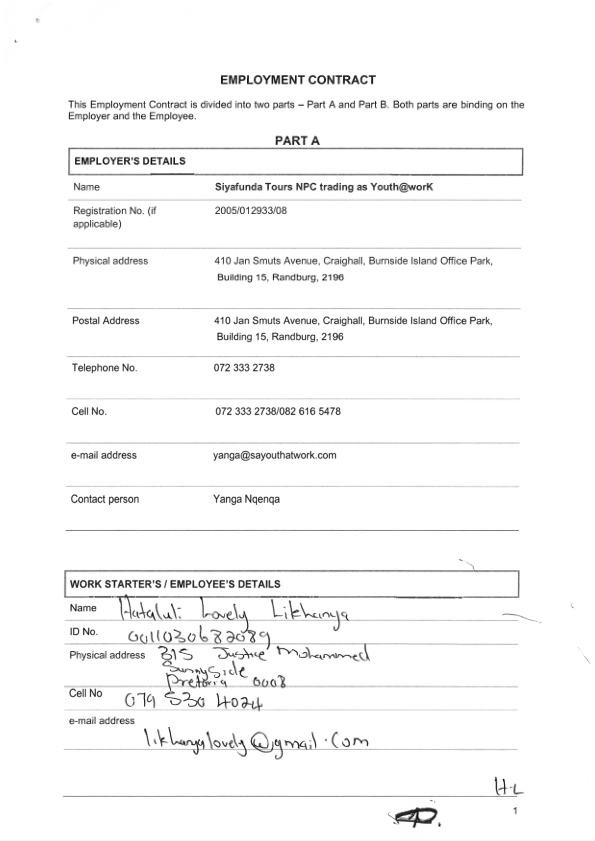 EMPLOYMENT CONTRACT
This Employment Contract is divided into two parts – Part A and Part B. Both parts are binding on the
Employer and the Employee.
PART A
EMPLOYER'S DETAILS
Name Siyafunda Tours NPC trading as Youth@worK
Registration No. (if 2005/012933/08
applicable)
Physical address 410 Jan Smuts Avenue, Craighall, Burnside Island Office Park,
Building 15, Randburg, 2196
Postal Address 410 Jan Smuts Avenue, Craighall, Burnside Island Office Park,
Building 15, Randburg, 2196
Telephone No. 072 333 2738
Cell No. 072 333 2738/082 616 5478
e-mail address yanga@sayouthatwork.com
Contact person Yanga Nqenqa
WORK STARTER'S / EMPLOYEE'S DETAILS
Name Hataluli Lovely Likhanya
ID No. 0011030682089
Physical address 315 Justice Mohammed
Sunnyside
Pretoria 0008
Cell No 079 530 4024
e-mail address
likhanyalovely@gmail.com
H.L
1